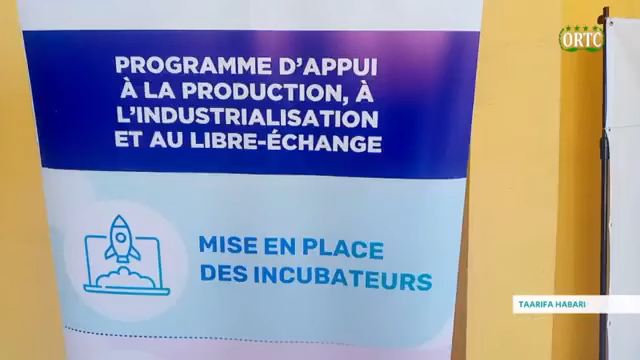 ORTC
PROGRAMME D'APPUI
À LA PRODUCTION, À
L'INDUSTRIALISATION
ET AU LIBRE-ÉCHANGE
MISE EN PLACE
DES INCUBATEURS
TAARIFA HABARI